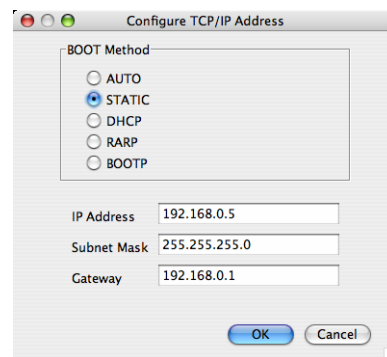 Configure TCP/IP Address
BOOT Method
AUTO
STATIC
DHCP
RARP
BOOTP
IP Address 192.168.0.5
Subnet Mask 255.255.255.0
Gateway 192.168.0.1
OK Cancel